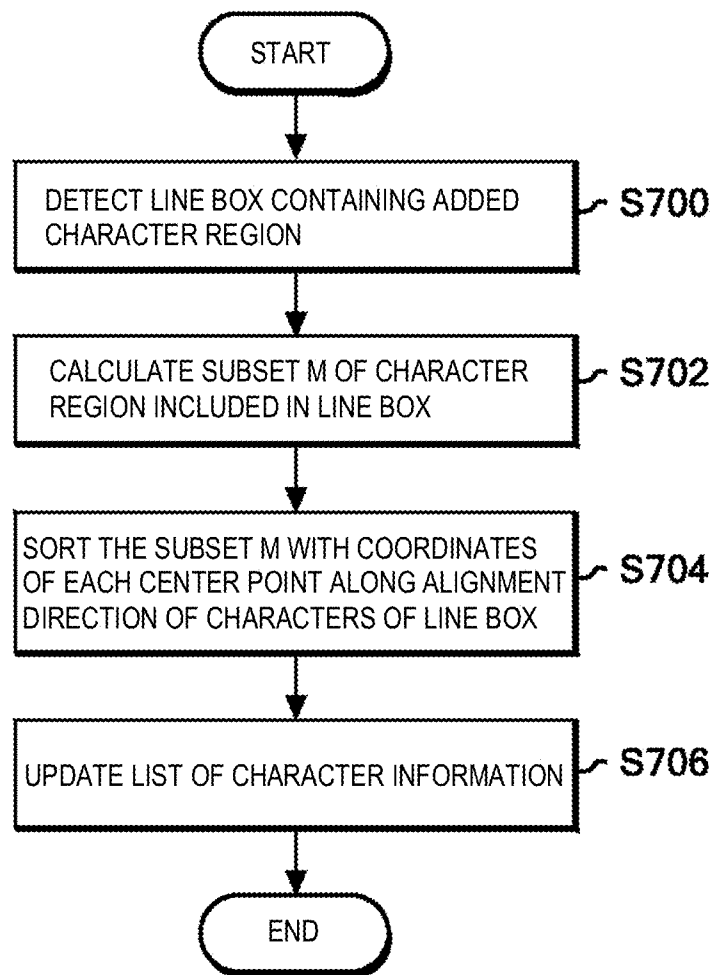 START
DETECT LINE BOX CONTAINING ADDED
CHARACTER REGION
S700
CALCULATE SUBSET M OF CHARACTER
REGION INCLUDED IN LINE BOX
S702
SORT THE SUBSET M WITH COORDINATES
OF EACH CENTER POINT ALONG ALIGNMENT
DIRECTION OF CHARACTERS OF LINE BOX
S704
UPDATE LIST OF CHARACTER INFORMATION
S706
END